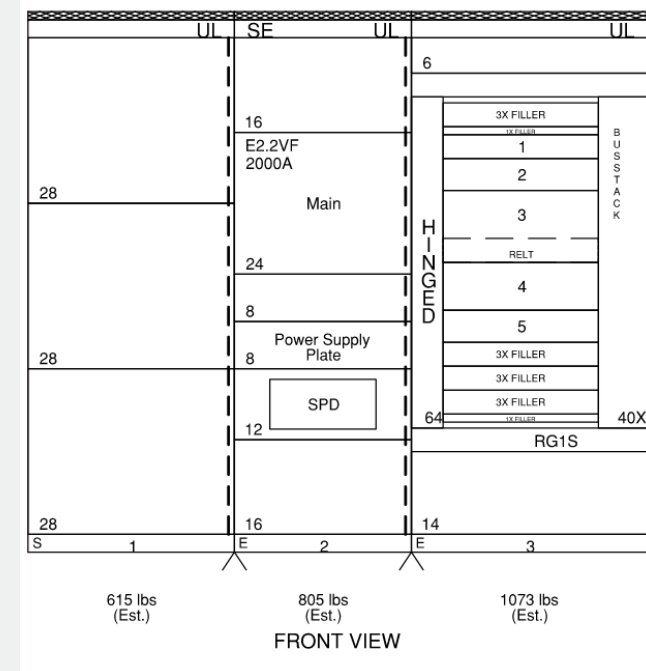 UL
SE
UL
UL
6
16
E2.2VF
2000A
Main
28
24
8
Power Supply
Plate
8
28
SPD
12
28
16
HINGED
3X FILLER
1X FILLER
1
2
3
RELT
4
5
3X FILLER
3X FILLER
3X FILLER
1X FILLER
BUSSTACK
64
40X
RG1S
14
S
1
E
2
E
3
615 lbs
(Est.)
805 lbs
(Est.)
1073 lbs
(Est.)
FRONT VIEW